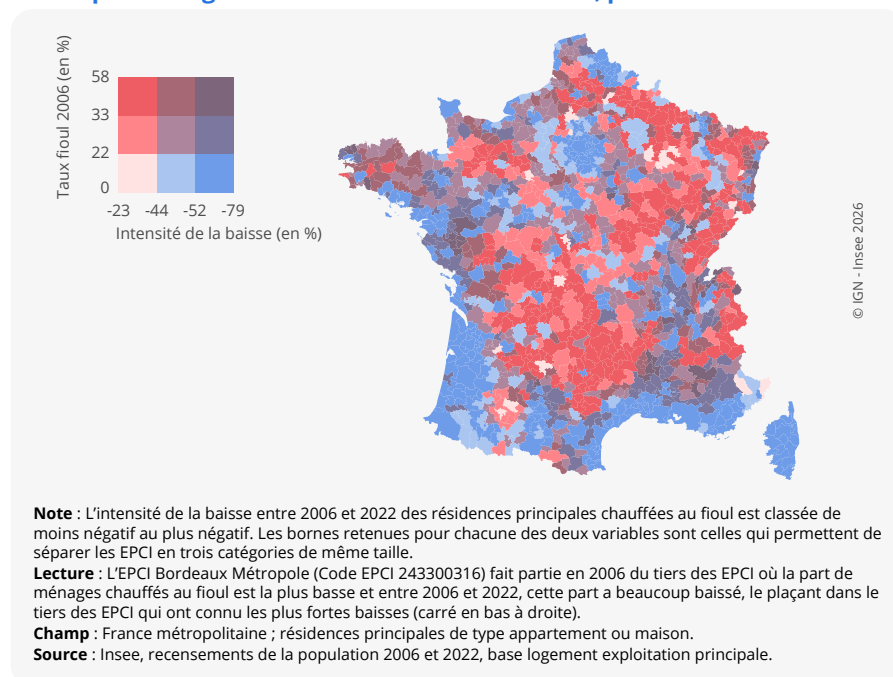 Taux fioul 2006 (en %)
58
33
22
0
-23 -44 -52 -79
Intensité de la baisse (en %)
© IGN - Insee 2026
Note : L’intensité de la baisse entre 2006 et 2022 des résidences principales chauffées au fioul est classée de
moins négatif au plus négatif. Les bornes retenues pour chacune des deux variables sont celles qui permettent de
séparer les EPCI en trois catégories de même taille.
Lecture : L’EPCI Bordeaux Métropole (Code EPCI 243300316) fait partie en 2006 du tiers des EPCI où la part de
ménages chauffés au fioul est la plus basse et entre 2006 et 2022, cette part a beaucoup baissé, le plaçant dans le
tiers des EPCI qui ont connu les plus fortes baisses (carré en bas à droite).
Champ : France métropolitaine ; résidences principales de type appartement ou maison.
Source : Insee, recensements de la population 2006 et 2022, base logement exploitation principale.